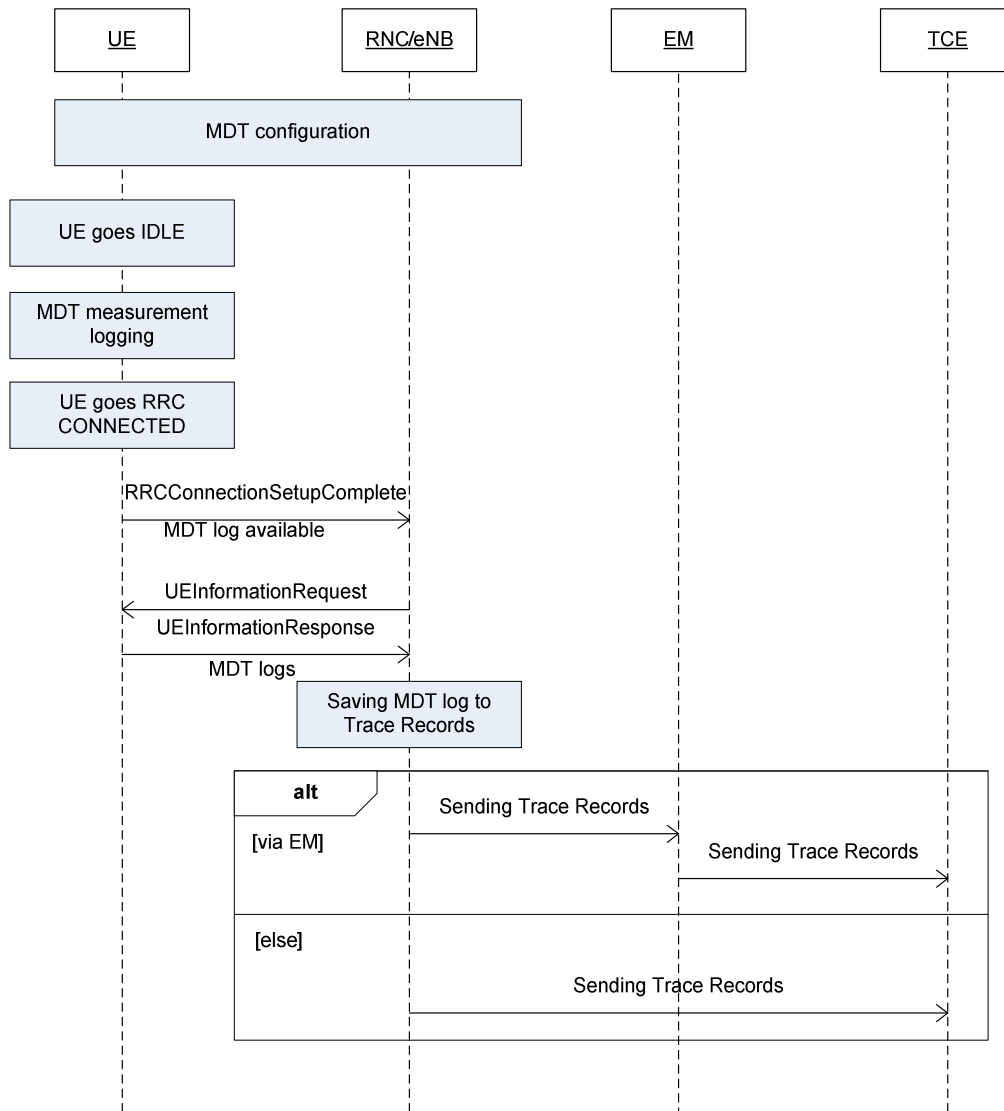 UE
RNC/eNB
EM
TCE
MDT configuration
UE goes IDLE
MDT measurement
logging
UE goes RRC
CONNECTED
RRCConnectionSetupComplete
MDT log available
UEInformationRequest
UEInformationResponse
MDT logs
Saving MDT log to
Trace Records
alt
Sending Trace Records
[via EM]
Sending Trace Records
[else]
Sending Trace Records